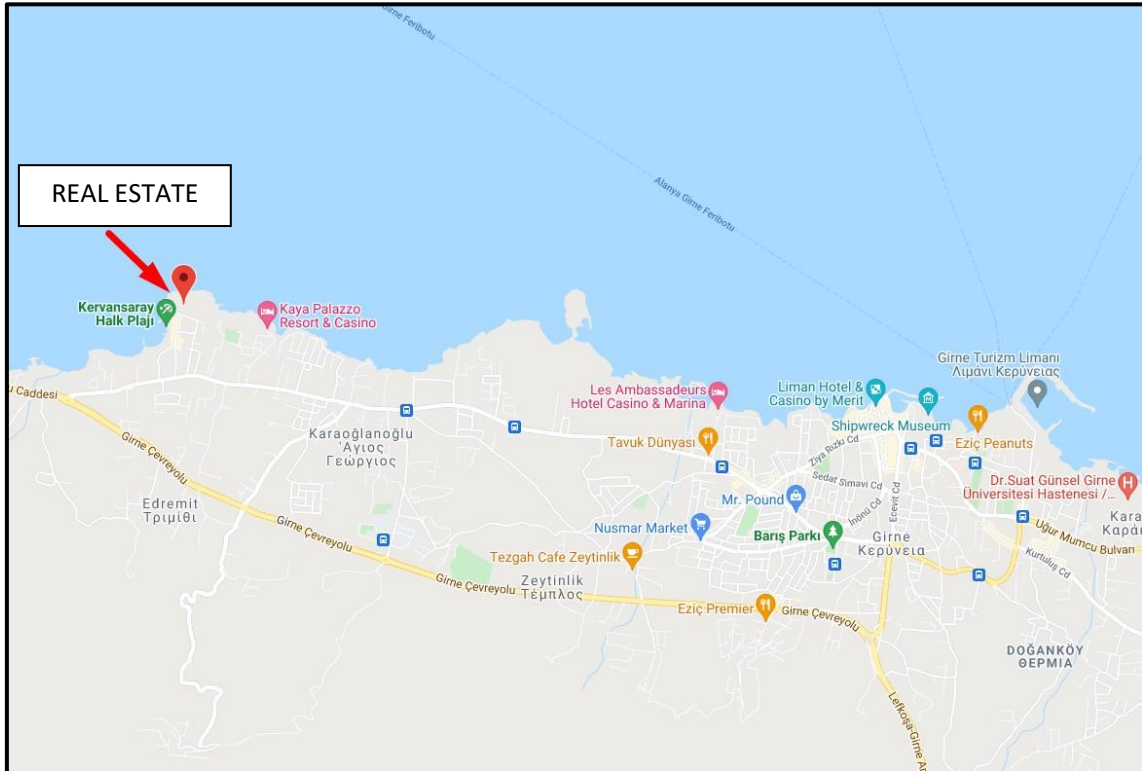 Girne Feribotu
REAL ESTATE
Alanya Girne Feribotu
Kervansaray
Halk Plajı
Kaya Palazzo
Resort & Casino
Girne Turizm Limanı
Λιμάνι Κερύνειας
u Caddesi
Les Ambassadeurs
Hotel Casino & Marina
Liman Hotel &
Casino by Merit
Shipwreck Museum
Eziç Peanuts
Karaoğlanoğlu
Άγιος
Γεώργιος
Tavuk Dünyası
Ziya Rızkı Cd
Sedat Simavi Cd
Dr.Suat Günsel Girne
Üniversitesi Hastenesi /...
Girne Çevreyolu
Edremit
Τριμίθι
Mr. Pound
İnönü Cd
Ecevit Cd
Kara
Καράκ
Nusmar Market
Barış Parkı
Girne
Κερύνεια
Uğur Mumcu Bulvarı
Kurtuluş Cd
Girne Çevreyolu
Tezgah Cafe Zeytinlik
Zeytinlik
Τέμπλος
Girne Çevreyolu
Eziç Premier
Girne Çevreyolu
DOĞANKÖY
ΘΕΡΜΙΑ
Lefkoşa-Girne An